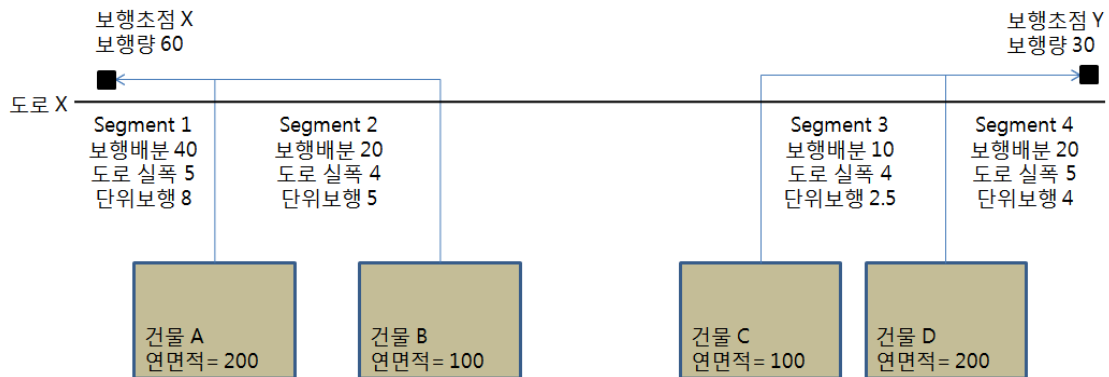 보행초점 X
보행량 60
보행초점 Y
보행량 30
도로 X
Segment 1
보행배분 40
도로 실폭 5
단위보행 8
Segment 2
보행배분 20
도로 실폭 4
단위보행 5
Segment 3
보행배분 10
도로 실폭 4
단위보행 2.5
Segment 4
보행배분 20
도로 실폭 5
단위보행 4
건물 A
연면적= 200
건물 B
연면적= 100
건물 C
연면적= 100
건물 D
연면적= 200